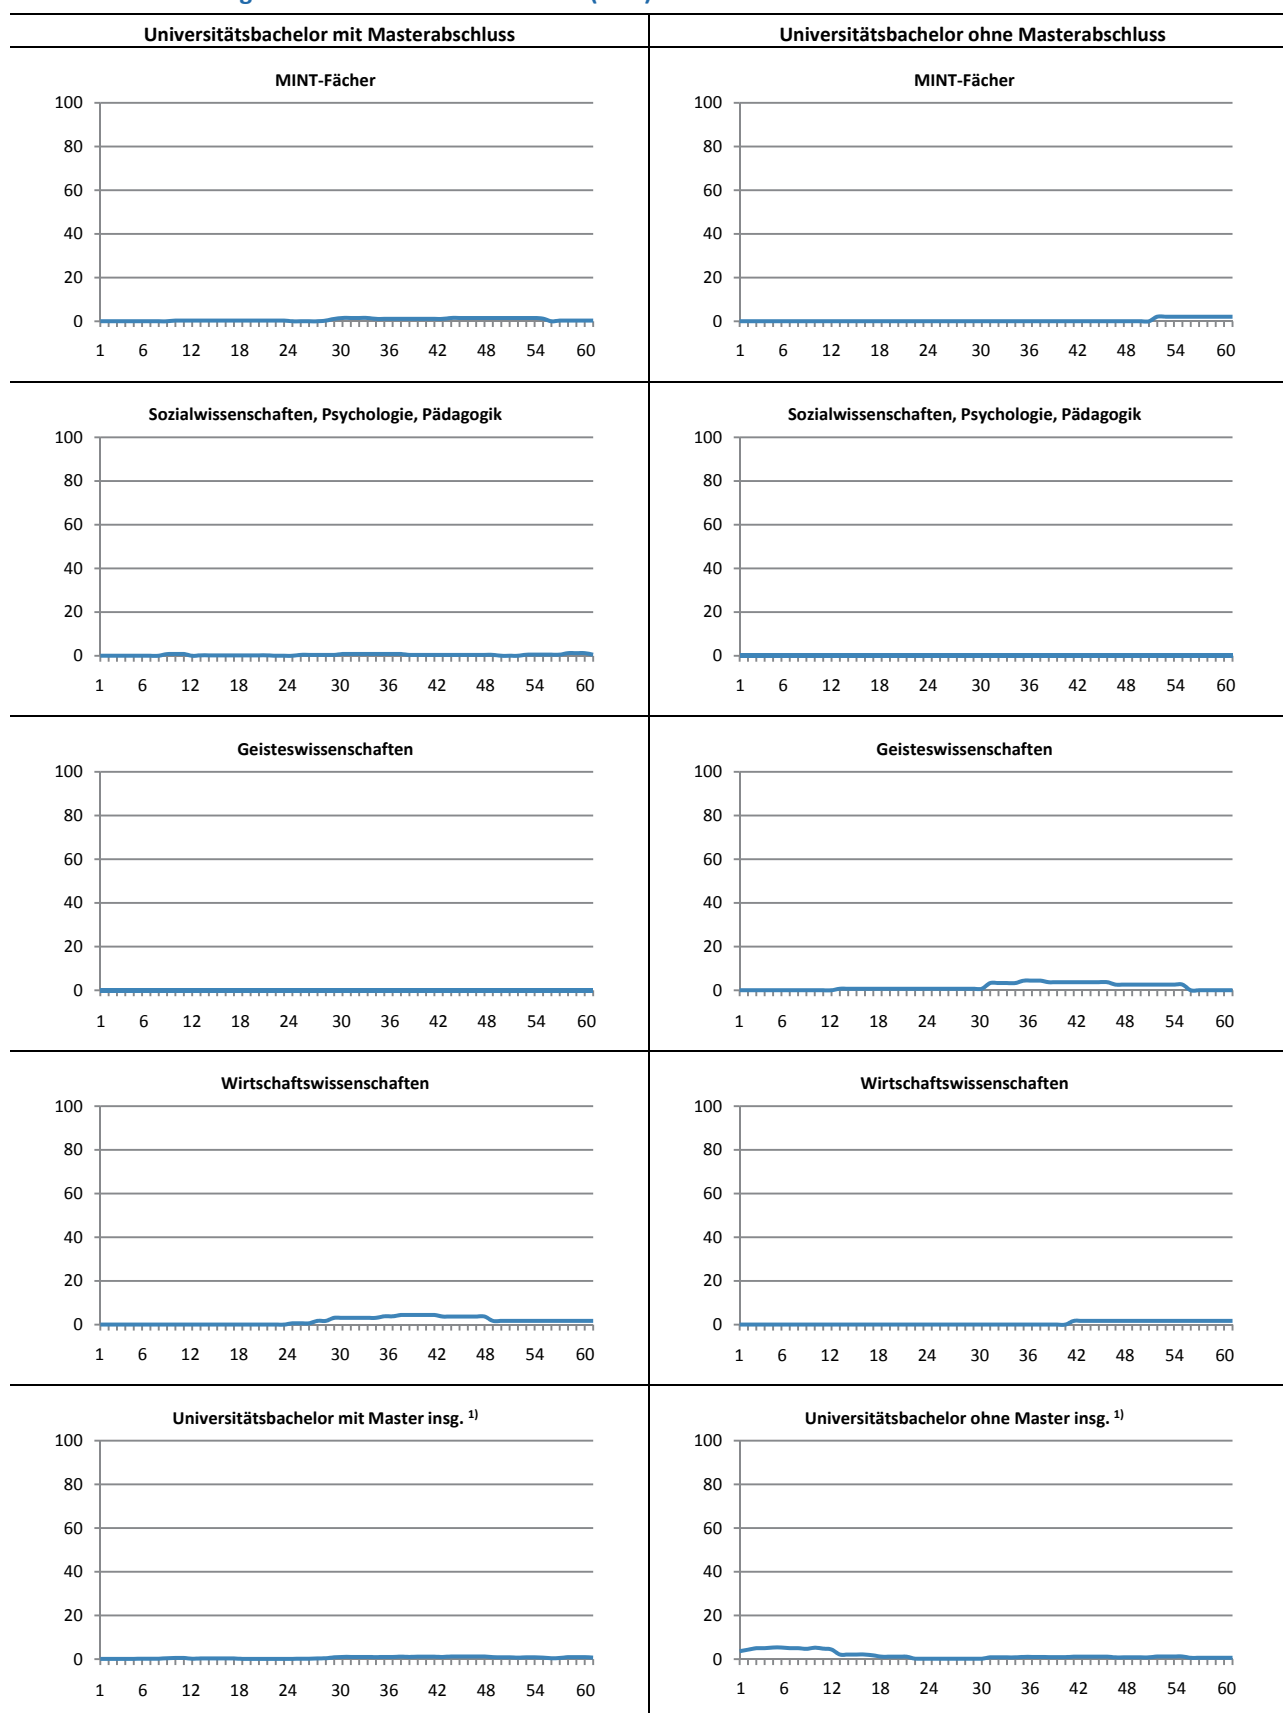 Universitätsbachelor mit Masterabschluss
Universitätsbachelor ohne Masterabschluss
MINT-Fächer
100
80
60
40
20
0
1 6 12 18 24 30 36 42 48 54 60
MINT-Fächer
100
80
60
40
20
0
1 6 12 18 24 30 36 42 48 54 60
Sozialwissenschaften, Psychologie, Pädagogik
100
80
60
40
20
0
1 6 12 18 24 30 36 42 48 54 60
Sozialwissenschaften, Psychologie, Pädagogik
100
80
60
40
20
0
1 6 12 18 24 30 36 42 48 54 60
Geisteswissenschaften
100
80
60
40
20
0
1 6 12 18 24 30 36 42 48 54 60
Geisteswissenschaften
100
80
60
40
20
0
1 6 12 18 24 30 36 42 48 54 60
Wirtschaftswissenschaften
100
80
60
40
20
0
1 6 12 18 24 30 36 42 48 54 60
Wirtschaftswissenschaften
100
80
60
40
20
0
1 6 12 18 24 30 36 42 48 54 60
Universitätsbachelor mit Master insg. 1)
100
80
60
40
20
0
1 6 12 18 24 30 36 42 48 54 60
Universitätsbachelor ohne Master insg. 1)
100
80
60
40
20
0
1 6 12 18 24 30 36 42 48 54 60